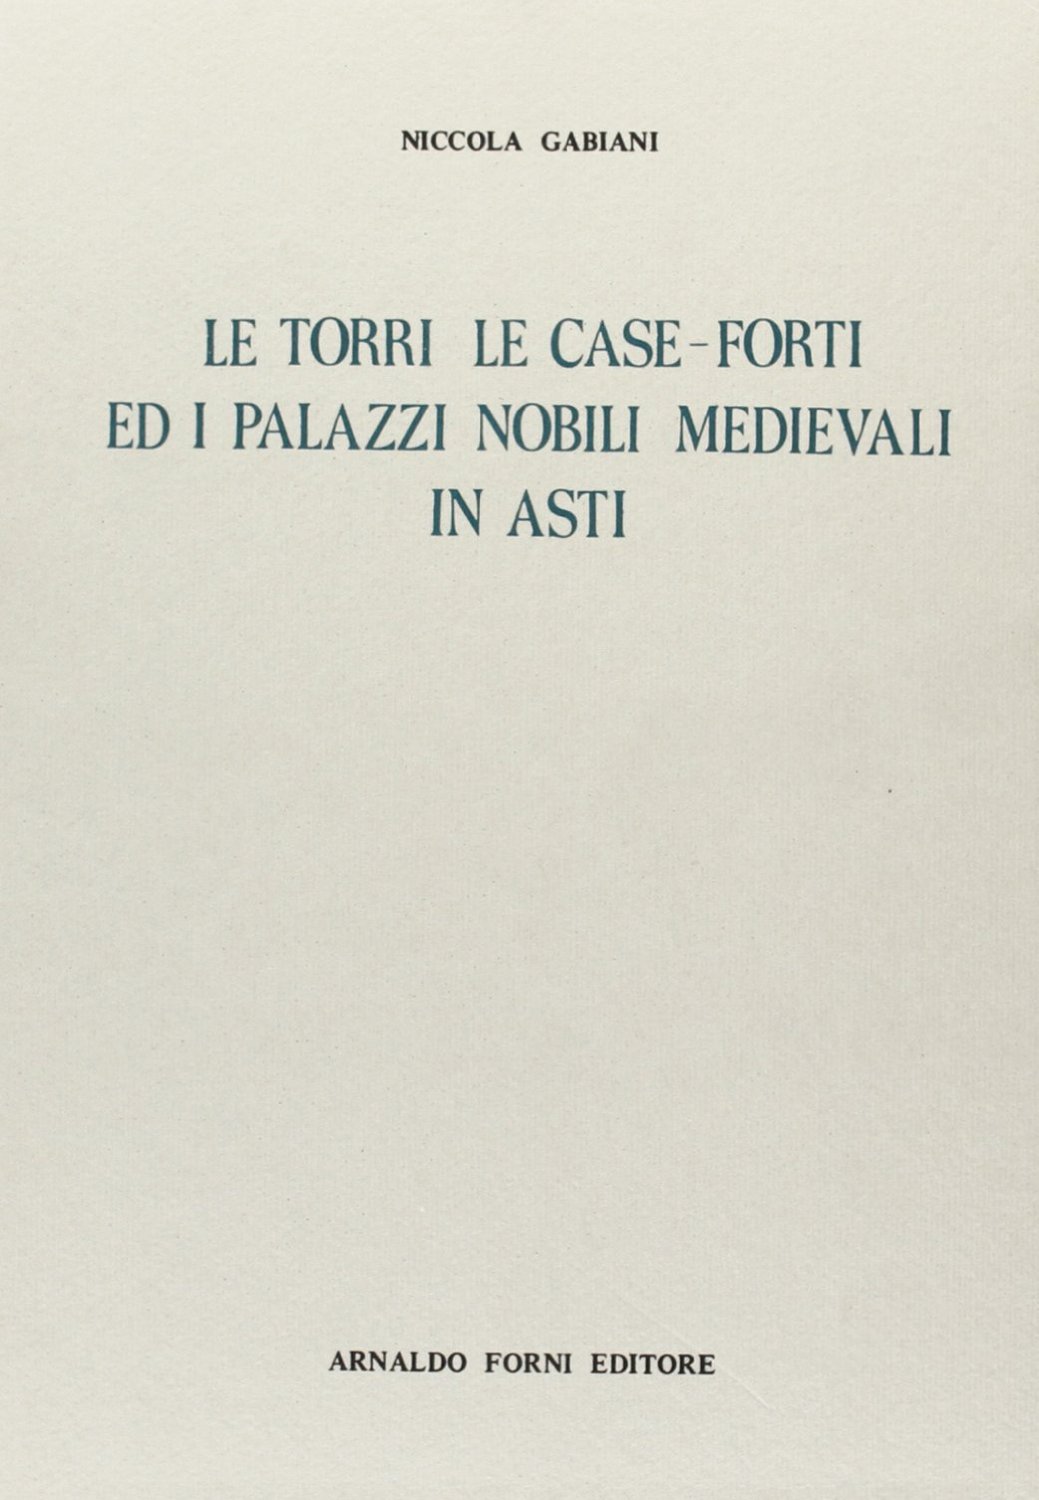 NICCOLA GABIANI
LE TORRI LE CASE-FORTI
ED I PALAZZI NOBILI MEDIEVALI
IN ASTI
ARNALDO FORNI EDITORE